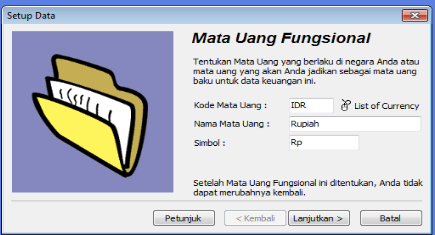 Setup Data
Mata Uang Fungsional
Tentukan Mata Uang yang berlaku di negara Anda atau
mata uang yang akan Anda jadikan sebagai mata uang
baku untuk data keuangan ini.
Kode Mata Uang : IDR List of Currency
Nama Mata Uang : Rupiah
Simbol : Rp
Setelah Mata Uang Fungsional ini ditentukan, Anda tidak
dapat merubahnya kembali.
Petunjuk < Kembali Lanjutkan > Batal